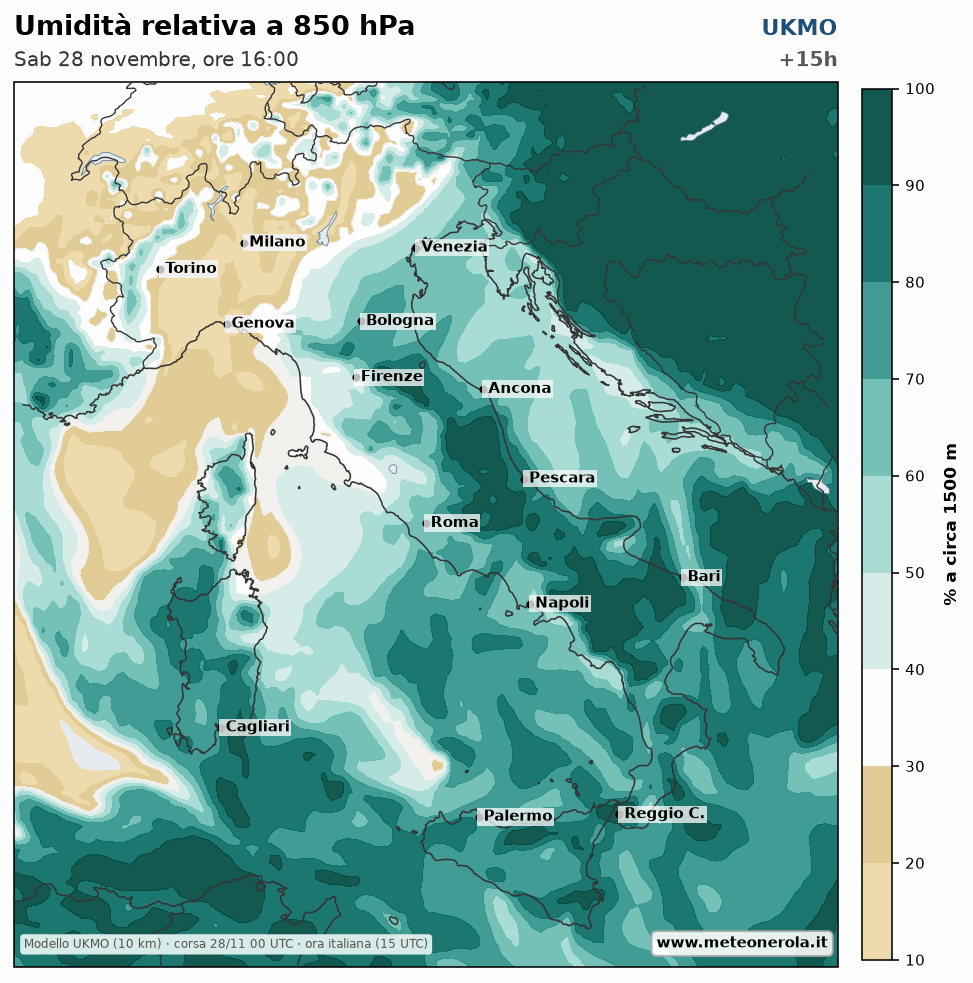 Umidità relativa a 850 hPa
UKMO
Sab 28 novembre, ore 16:00
+15h
Milano
Venezia
Torino
Genova
Bologna
Firenze
Ancona
Pescara
Roma
Bari
Napoli
Cagliari
Palermo
Reggio C.
100
90
80
70
60
50
40
30
20
10
% a circa 1500 m
Modello UKMO (10 km) · corsa 28/11 00 UTC · ora italiana (15 UTC)
www.meteonerola.it